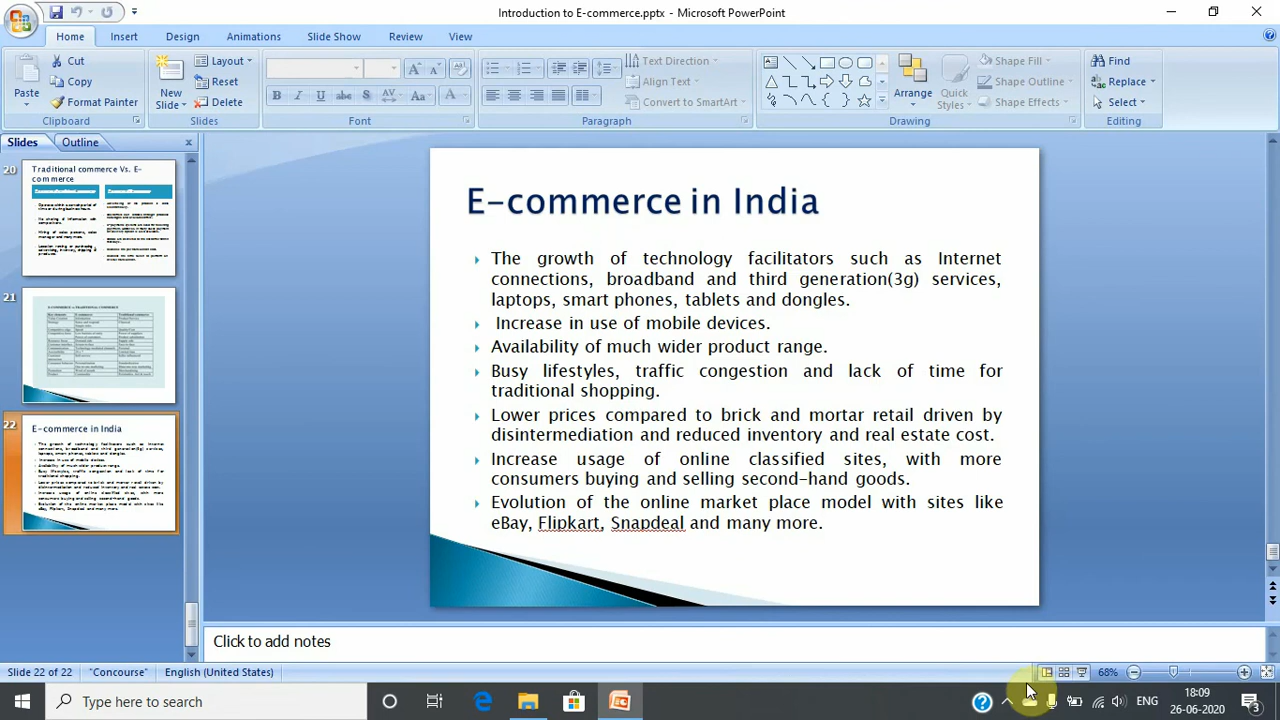 Introduction to E-commerce.pptx - Microsoft PowerPoint
Home Insert Design Animations Slide Show Review View
Paste Cut Copy Format Painter
New Slide Layout Reset Delete
B I U abc S AV Aa A
Text Direction
Align Text
Convert to SmartArt
Arrange Quick Styles
Shape Fill
Shape Outline
Shape Effects
Find
Replace
Select
Clipboard Slides Font Paragraph Drawing Editing
Slides Outline
20
Traditional commerce Vs. E-
commerce
21
22
E-commerce in India
E-commerce in India
The growth of technology facilitators such as Internet
connections, broadband and third generation(3g) services,
laptops, smart phones, tablets and dongles.
Increase in use of mobile devices.
Availability of much wider product range.
Busy lifestyles, traffic congestion and lack of time for
traditional shopping.
Lower prices compared to brick and mortar retail driven by
disintermediation and reduced inventory and real estate cost.
Increase usage of online classified sites, with more
consumers buying and selling second-hand goods.
Evolution of the online market place model with sites like
eBay, Flipkart, Snapdeal and many more.
Click to add notes
Slide 22 of 22 "Concourse" English (United States) 68%
Type here to search
ENG
18:09
26-06-2020
3